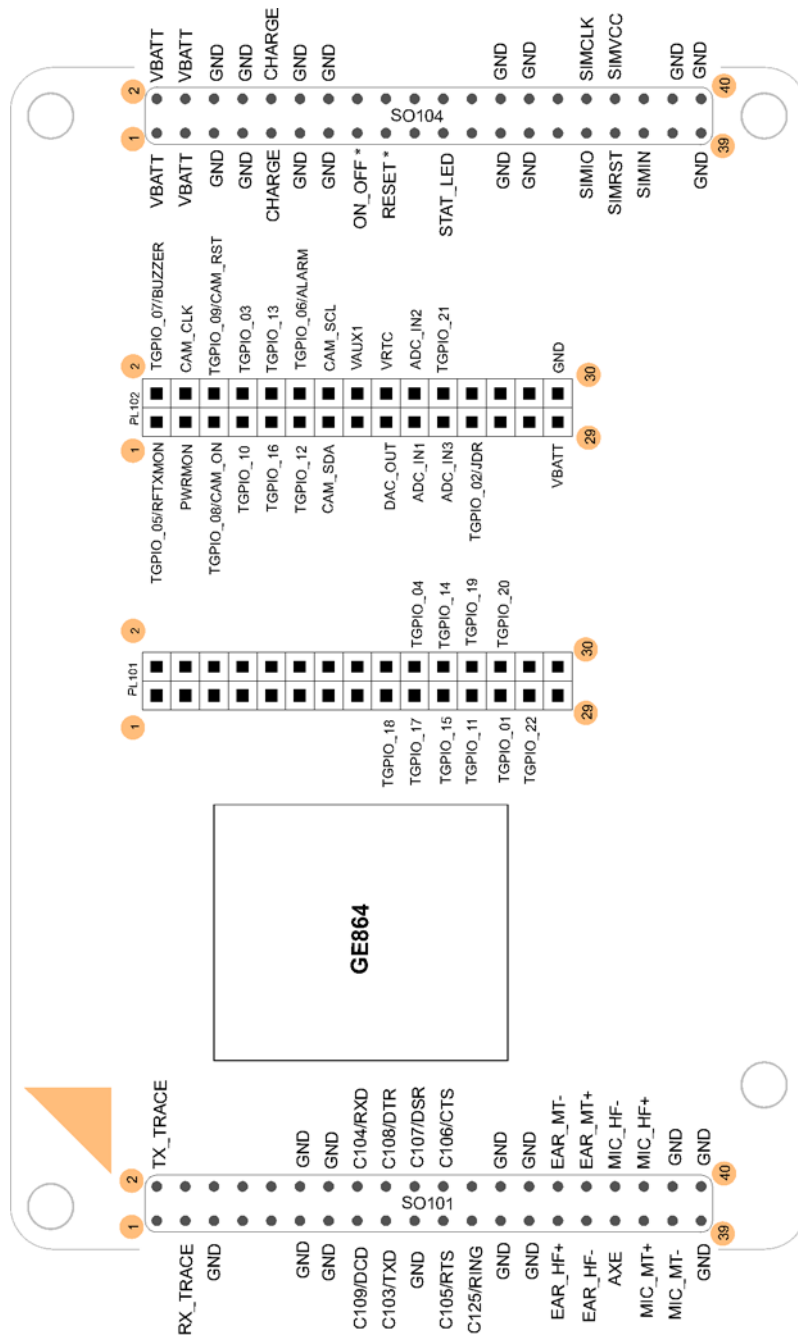 2
VBATT
VBATT
GND
GND
CHARGE
GND
GND
GND
GND
SIMCLK
SIMVCC
GND
GND
40
SO104
1
VBATT
VBATT
GND
GND
CHARGE
GND
GND
ON_OFF *
RESET *
STAT_LED
GND
GND
SIMIO
SIMRST
SIMIN
GND
39
2
TGPIO_07/BUZZER
CAM_CLK
TGPIO_09/CAM_RST
TGPIO_03
TGPIO_13
TGPIO_06/ALARM
CAM_SCL
VAUX1
VRTC
ADC_IN2
TGPIO_21
GND
30
PL102
1
TGPIO_05/RFTXMON
PWRMON
TGPIO_08/CAM_ON
TGPIO_10
TGPIO_16
TGPIO_12
CAM_SDA
DAC_OUT
ADC_IN1
ADC_IN3
TGPIO_02/JDR
VBATT
29
2
TGPIO_04
TGPIO_14
TGPIO_19
TGPIO_20
30
PL101
1
TGPIO_18
TGPIO_17
TGPIO_15
TGPIO_11
TGPIO_01
TGPIO_22
29
GE864
2
TX_TRACE
GND
GND
C104/RXD
C108/DTR
C107/DSR
C106/CTS
GND
GND
EAR_MT-
EAR_MT+
MIC_HF-
MIC_HF+
GND
GND
40
SO101
1
RX_TRACE
GND
GND
GND
C109/DCD
C103/TXD
GND
C105/RTS
C125/RING
GND
GND
EAR_HF+
EAR_HF-
AXE
MIC_MT+
MIC_MT-
GND
39